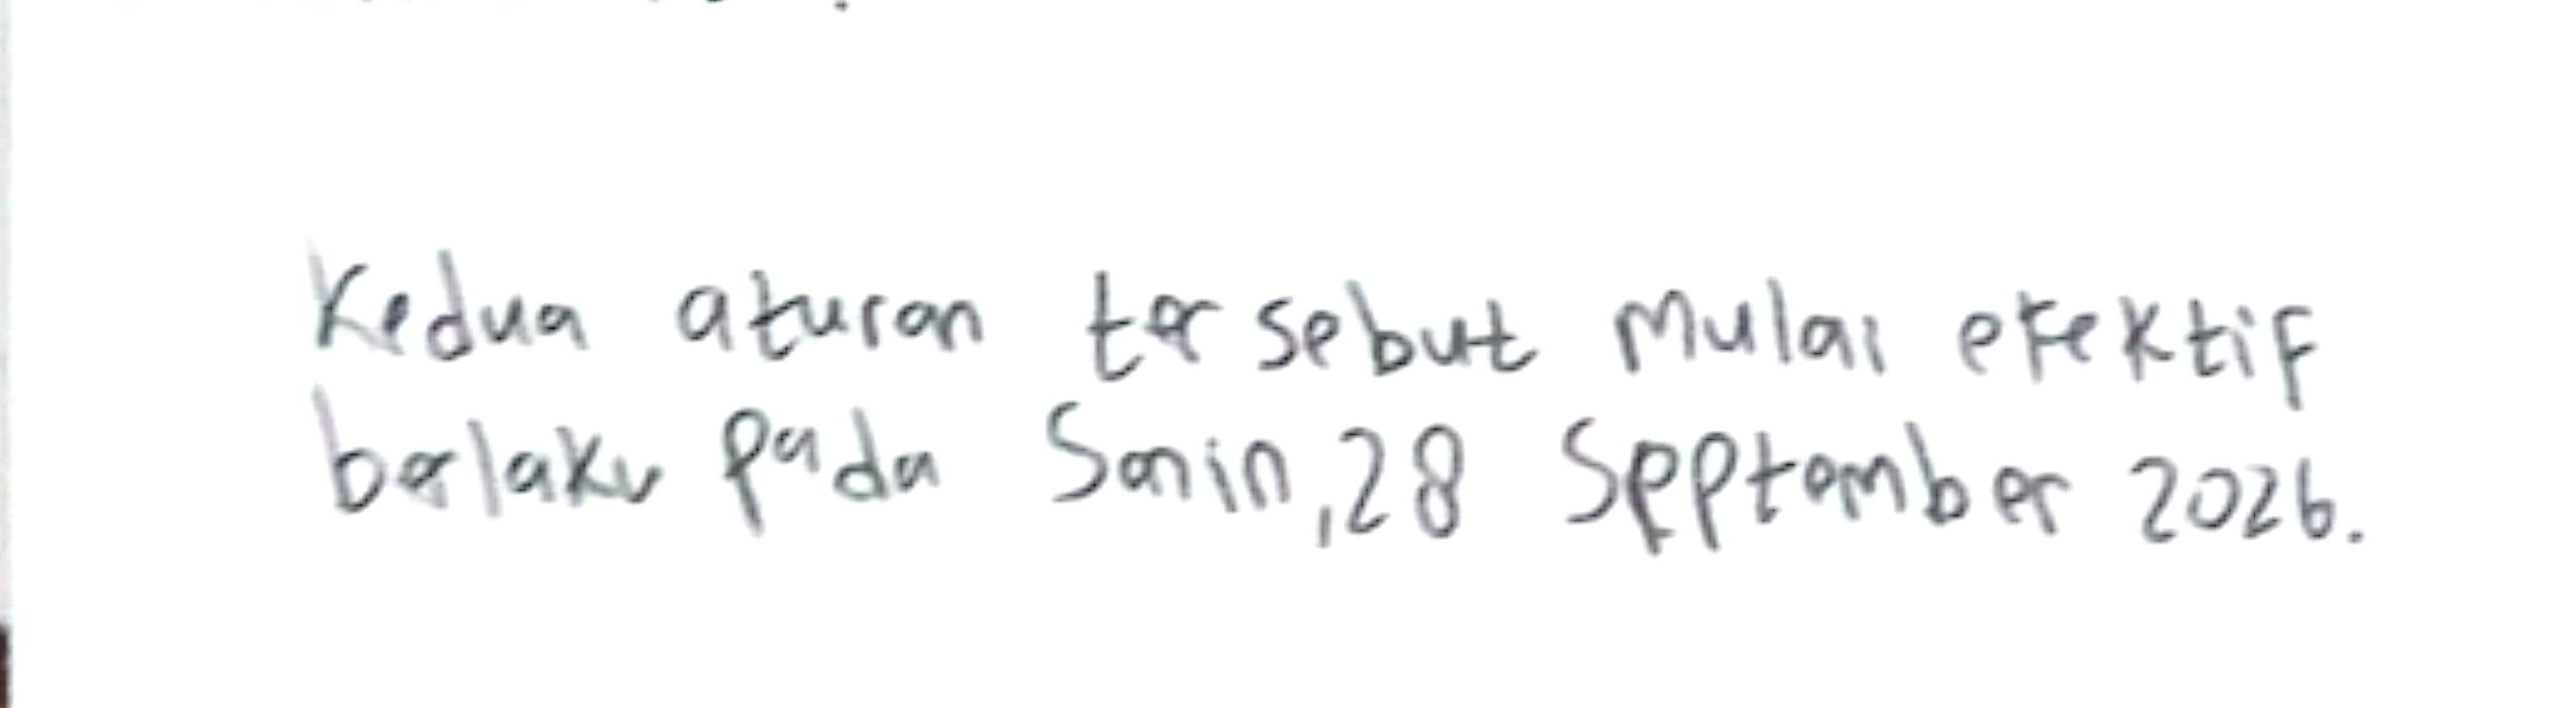 Kedua aturan tersebut mulai efektif
berlaku pada Senin, 28 September 2026.